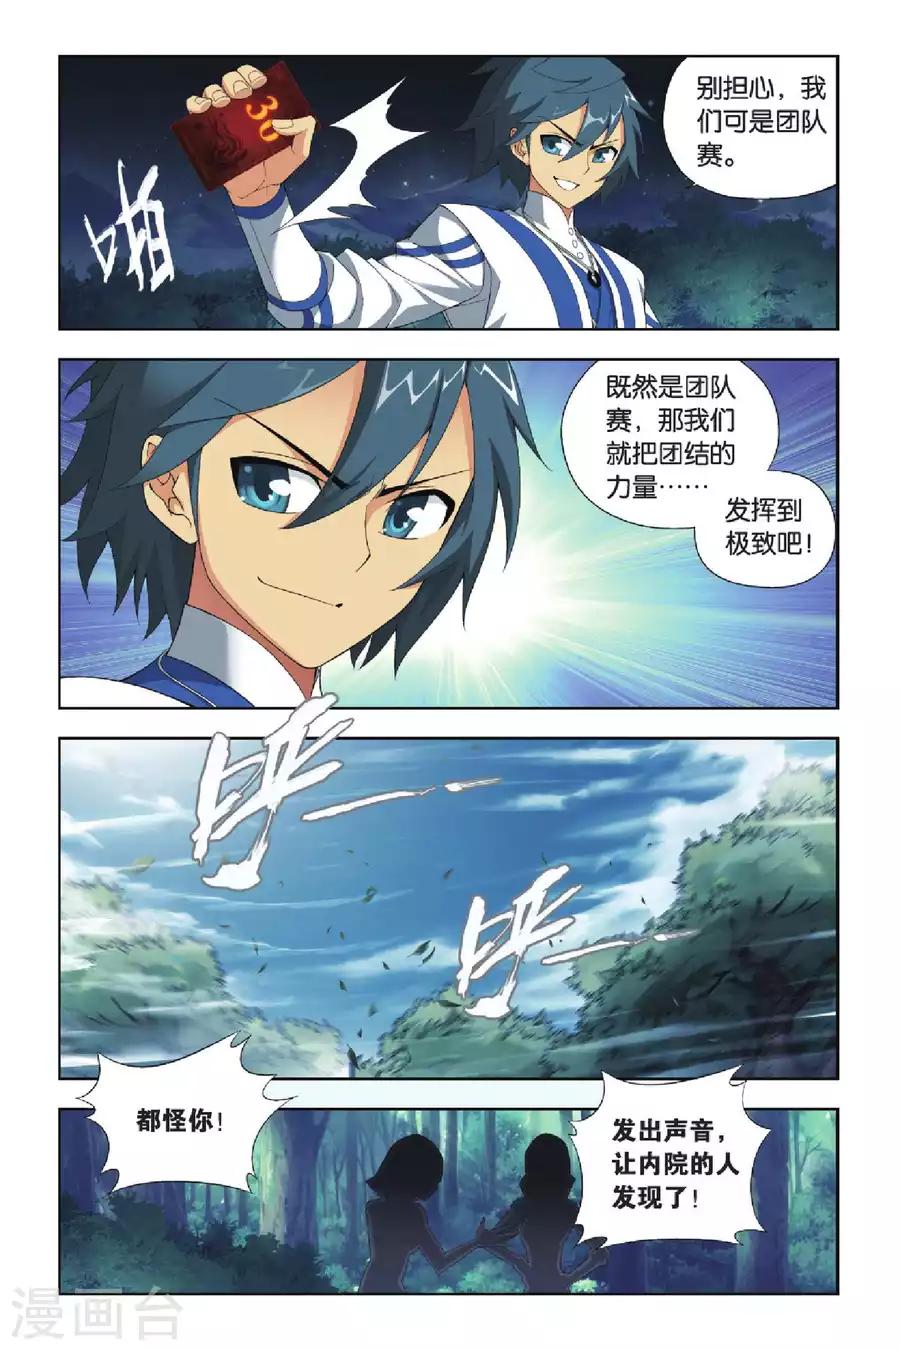 别担心，我
们可是团队
赛。
30
啪
既然是团队
赛，那我们
就把团结的
力量……
发挥到
极致吧！
呼——
呼——
都怪你！
发出声音，
让内院的人
发现了！
漫画台